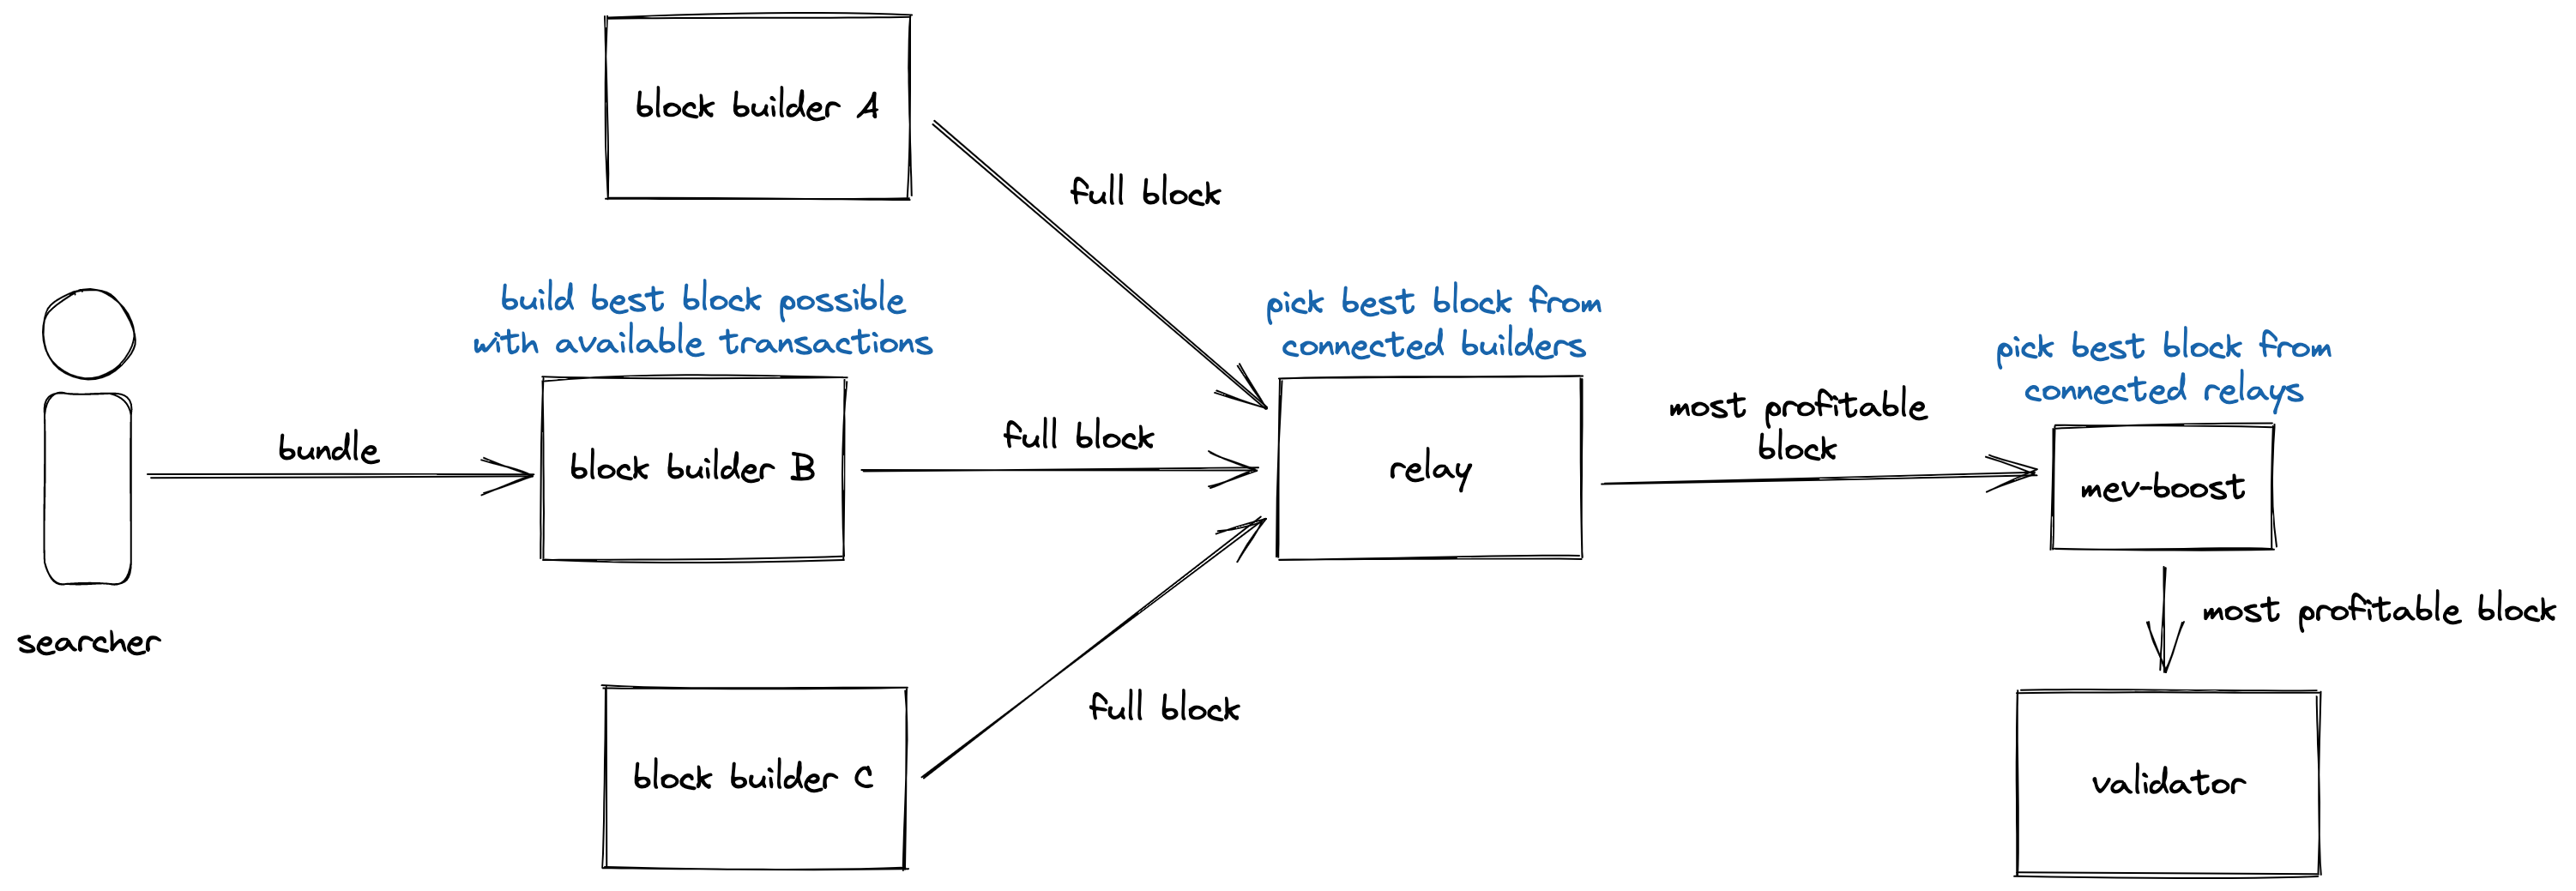 block builder A
full block
build best block possible
with available transactions
pick best block from
connected builders
pick best block from
connected relays
bundle
block builder B
full block
relay
most profitable
block
mev-boost
most profitable block
searcher
full block
block builder C
validator